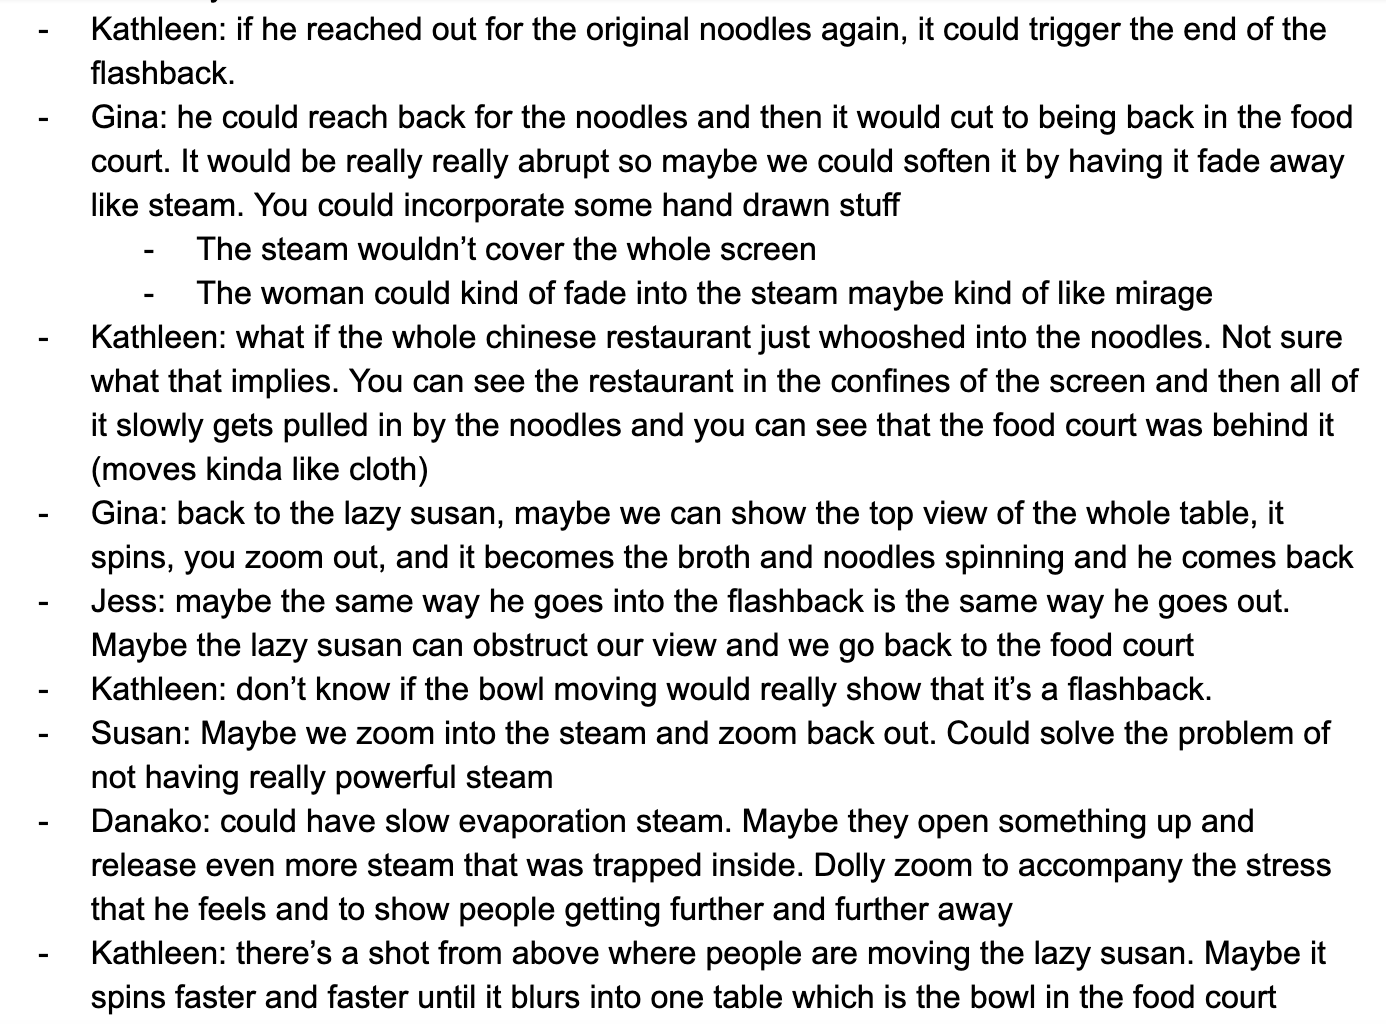 - Kathleen: if he reached out for the original noodles again, it could trigger the end of the
flashback.
- Gina: he could reach back for the noodles and then it would cut to being back in the food
court. It would be really really abrupt so maybe we could soften it by having it fade away
like steam. You could incorporate some hand drawn stuff
- The steam wouldn’t cover the whole screen
- The woman could kind of fade into the steam maybe kind of like mirage
- Kathleen: what if the whole chinese restaurant just whooshed into the noodles. Not sure
what that implies. You can see the restaurant in the confines of the screen and then all of
it slowly gets pulled in by the noodles and you can see that the food court was behind it
(moves kinda like cloth)
- Gina: back to the lazy susan, maybe we can show the top view of the whole table, it
spins, you zoom out, and it becomes the broth and noodles spinning and he comes back
- Jess: maybe the same way he goes into the flashback is the same way he goes out.
Maybe the lazy susan can obstruct our view and we go back to the food court
- Kathleen: don’t know if the bowl moving would really show that it’s a flashback.
- Susan: Maybe we zoom into the steam and zoom back out. Could solve the problem of
not having really powerful steam
- Danako: could have slow evaporation steam. Maybe they open something up and
release even more steam that was trapped inside. Dolly zoom to accompany the stress
that he feels and to show people getting further and further away
- Kathleen: there’s a shot from above where people are moving the lazy susan. Maybe it
spins faster and faster until it blurs into one table which is the bowl in the food court